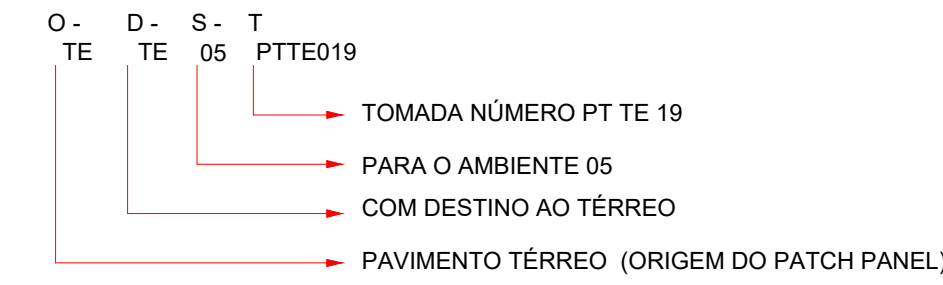 O - D - S - T
TE TE 05 PTTE019
TOMADA NÚMERO PT TE 19
PARA O AMBIENTE 05
COM DESTINO AO TÉRREO
PAVIMENTO TÉRREO (ORIGEM DO PATCH PANEL)